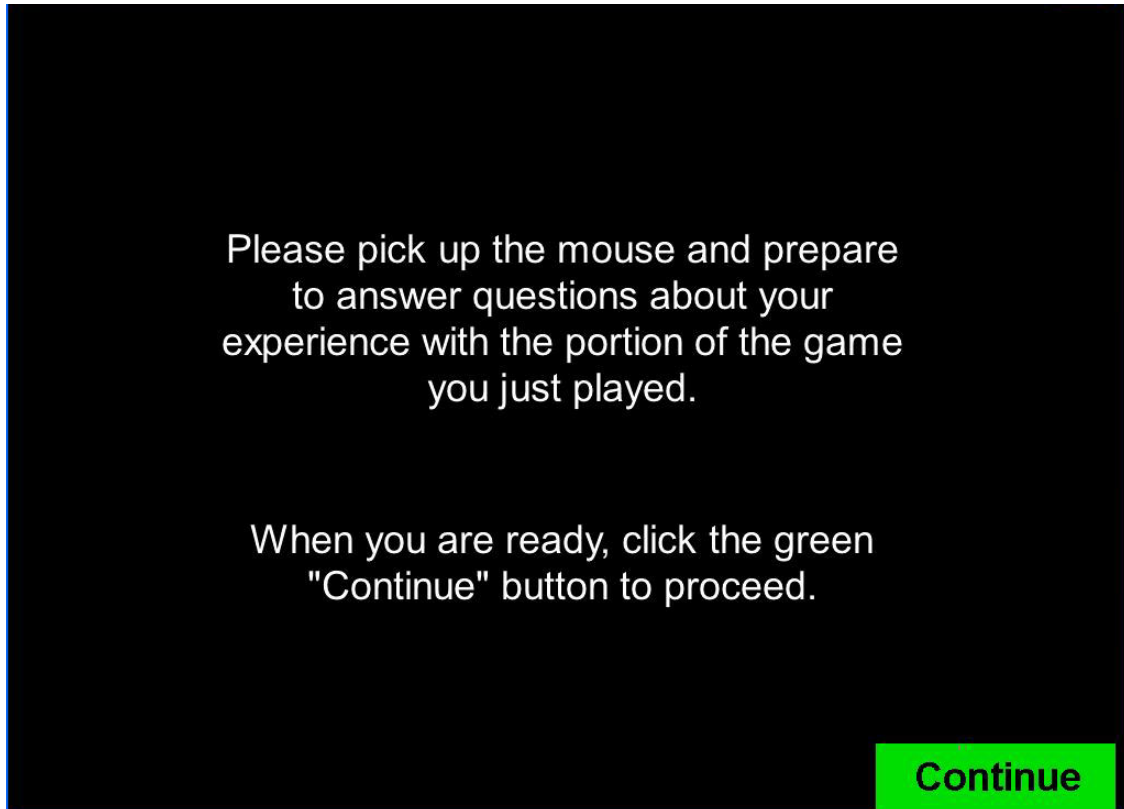 Please pick up the mouse and prepare
to answer questions about your
experience with the portion of the game
you just played.
When you are ready, click the green
"Continue" button to proceed.
Continue